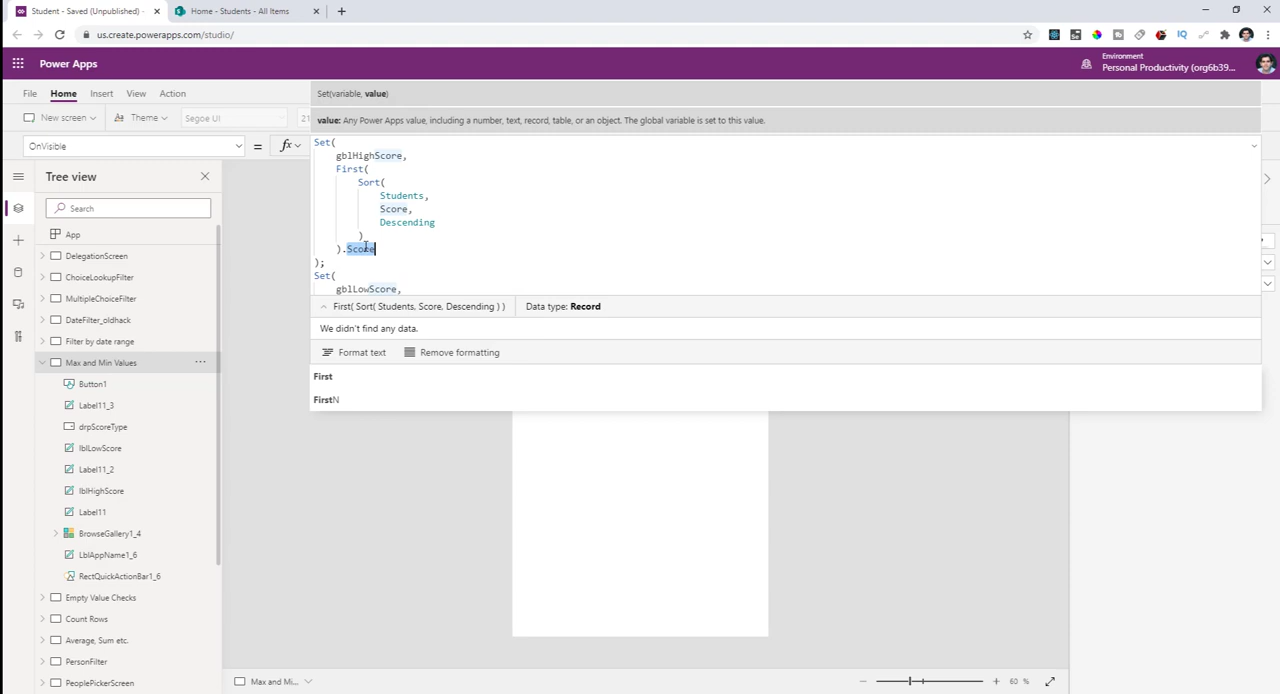 Student - Saved (Unpublished) -
Home - Students - All Items
us.create.powerapps.com/studio/
Power Apps
Environment
Personal Productivity (org6b39...
File Home Insert View Action
Set(variable, value)
New screen
Theme
Segoe UI
21
value: Any Power Apps value, including a number, text, record, table, or an object. The global variable is set to this value.
OnVisible
=
fx
Set(
gblHighScore,
First(
Sort(
Students,
Score,
Descending
)
).Score
);
Set(
gblLowScore,
First( Sort( Students, Score, Descending ) )
Data type: Record
We didn't find any data.
Format text
Remove formatting
First
FirstN
Tree view
Search
App
DelegationScreen
ChoiceLookupFilter
MultipleChoiceFilter
DateFilter_oldhack
Filter by date range
Max and Min Values
Button1
Label11_3
drpScoreType
lblLowScore
Label11_2
lblHighScore
Label11
BrowseGallery1_4
LblAppName1_6
RectQuickActionBar1_6
Empty Value Checks
Count Rows
Average, Sum etc.
PersonFilter
PeoplePickerScreen
Max and Mi...
60 %